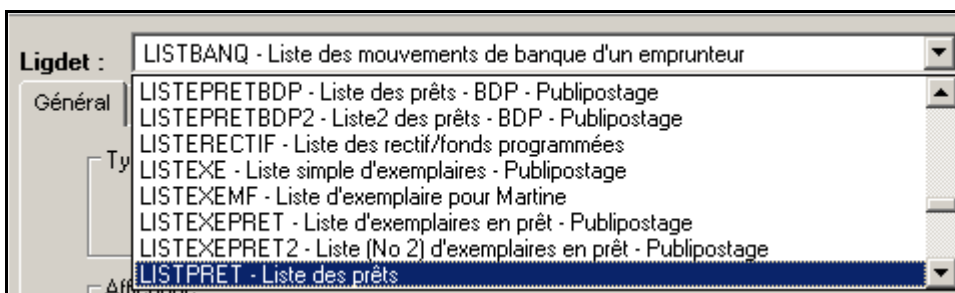 Ligdet : LISTBANQ - Liste des mouvements de banque d'un emprunteur
Général
LISTEPRETBDP - Liste des prêts - BDP - Publipostage
LISTEPRETBDP2 - Liste2 des prêts - BDP - Publipostage
LISTERECTIF - Liste des rectif/fonds programmées
LISTEXE - Liste simple d'exemplaires - Publipostage
LISTEXEMF - Liste d'exemplaire pour Martine
LISTEXEPRET - Liste d'exemplaires en prêt - Publipostage
LISTEXEPRET2 - Liste (No 2) d'exemplaires en prêt - Publipostage
LISTPRET - Liste des prêts